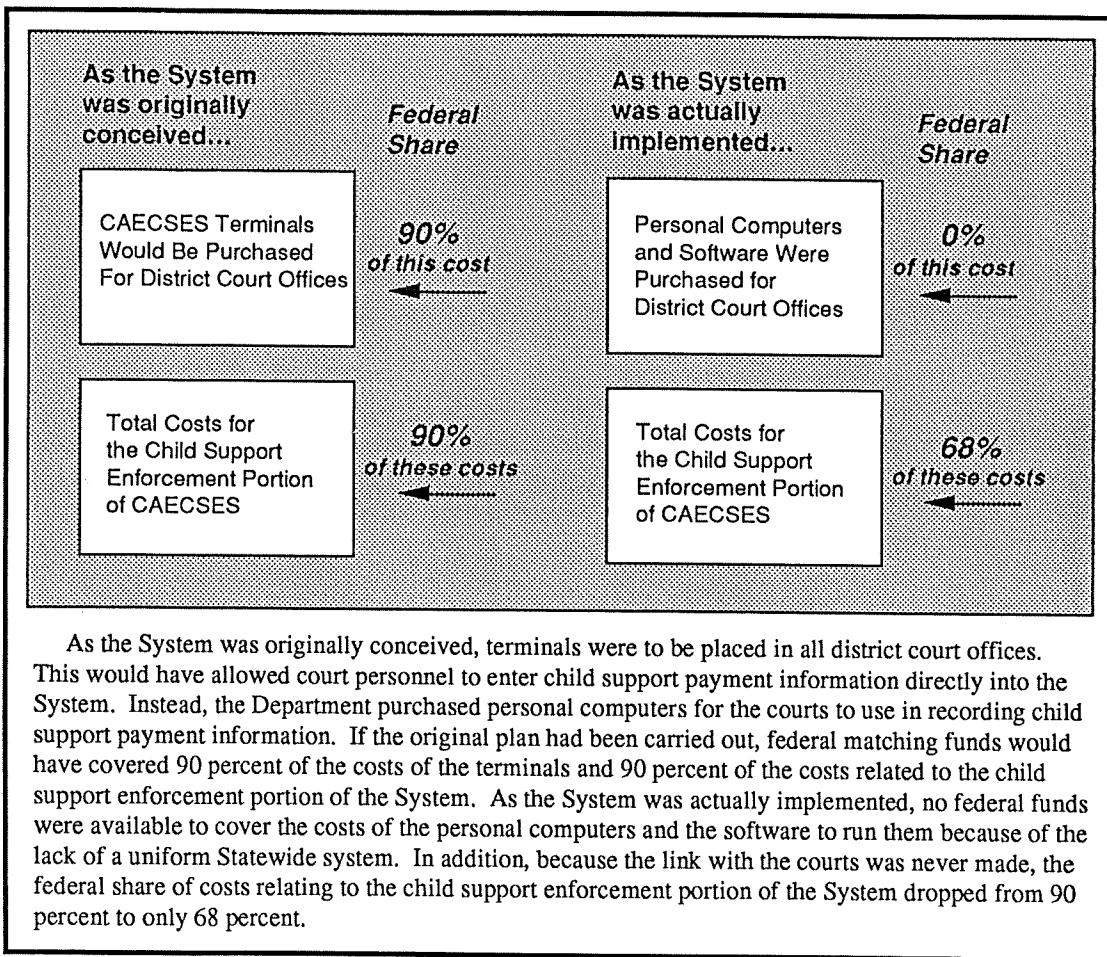 As the System
was originally
conceived...
Federal
Share
CAECSES Terminals
Would Be Purchased
For District Court Offices
90%
of this cost
Total Costs for
the Child Support
Enforcement Portion
of CAECSES
90%
of these costs
As the System
was actually
implemented...
Federal
Share
Personal Computers
and Software Were
Purchased for
District Court Offices
0%
of this cost
Total Costs for
the Child Support
Enforcement Portion
of CAECSES
68%
of these costs
As the System was originally conceived, terminals were to be placed in all district court offices.
This would have allowed court personnel to enter child support payment information directly into the
System. Instead, the Department purchased personal computers for the courts to use in recording child
support payment information. If the original plan had been carried out, federal matching funds would
have covered 90 percent of the costs of the terminals and 90 percent of the costs related to the child
support enforcement portion of the System. As the System was actually implemented, no federal funds
were available to cover the costs of the personal computers and the software to run them because of the
lack of a uniform Statewide system. In addition, because the link with the courts was never made, the
federal share of costs relating to the child support enforcement portion of the System dropped from 90
percent to only 68 percent.